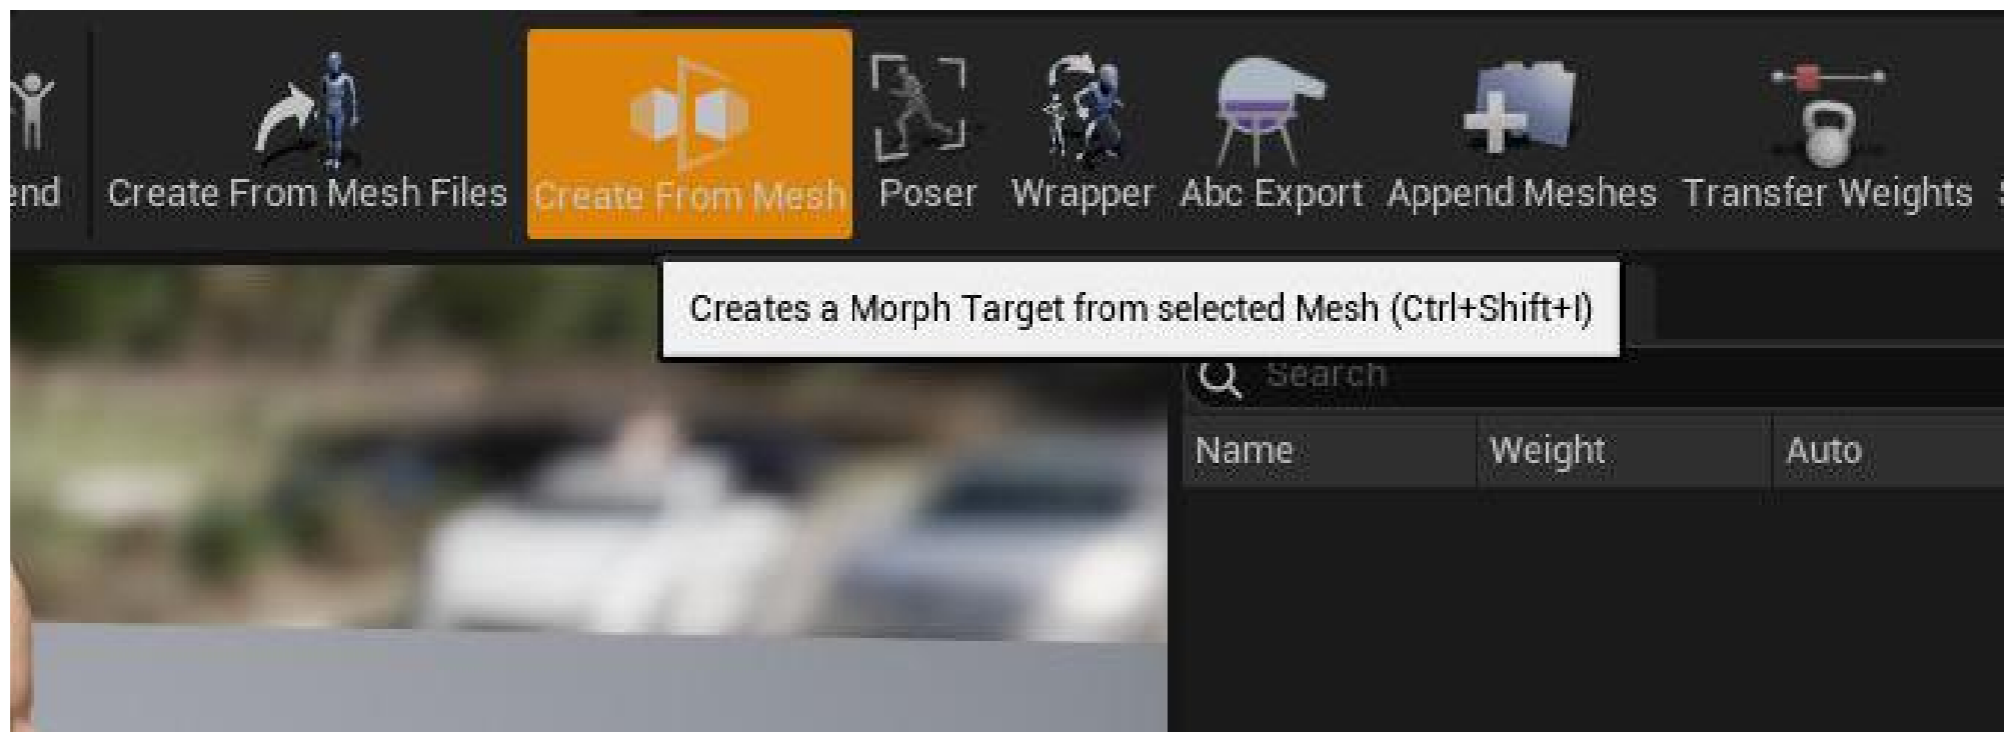 end
Create From Mesh Files
Create From Mesh
Poser
Wrapper
Abc Export
Append Meshes
Transfer Weights
Creates a Morph Target from selected Mesh (Ctrl+Shift+I)
Search
Name
Weight
Auto